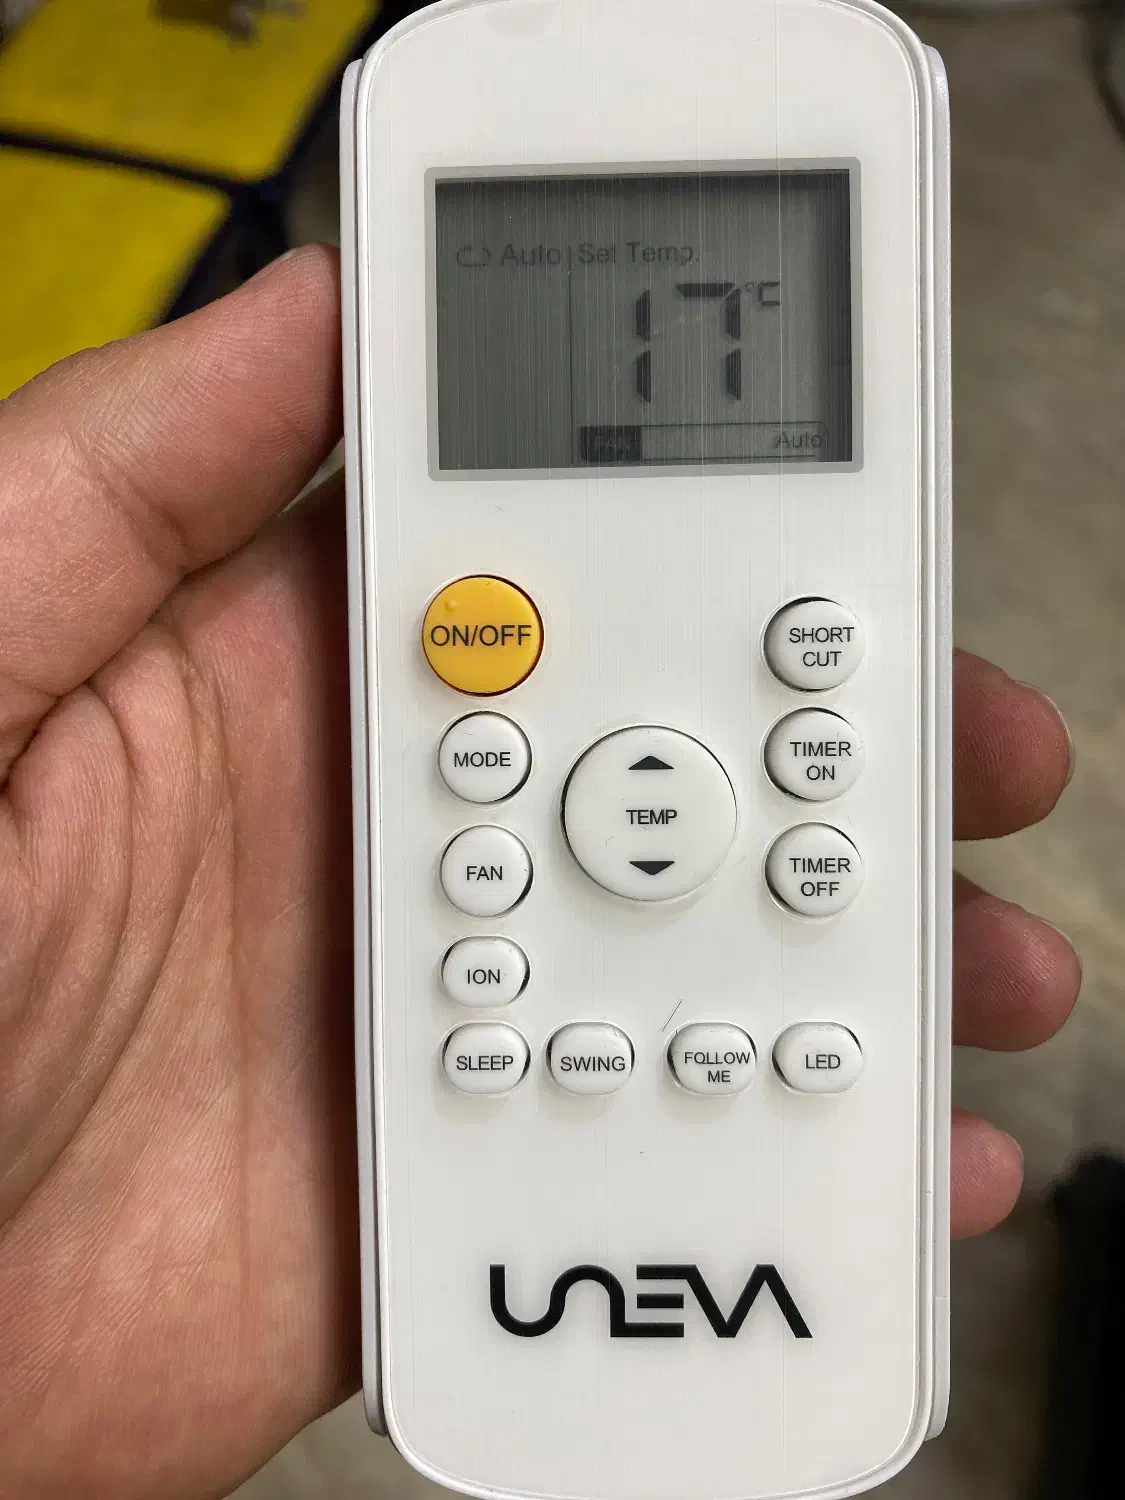 Auto Set Temp.
17°C
FAN Auto
ON/OFF
SHORT
CUT
MODE
TIMER
ON
TEMP
FAN
TIMER
OFF
ION
SLEEP
SWING
FOLLOW
ME
LED
UNEVA